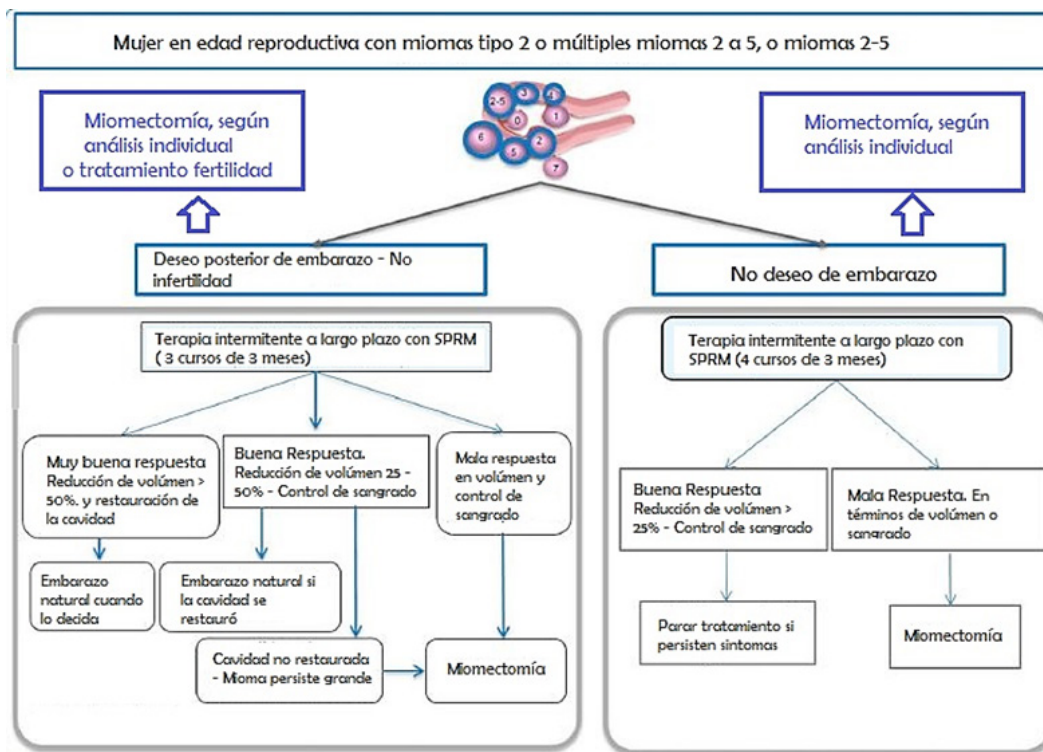 Mujer en edad reproductiva con miomas tipo 2 o múltiples miomas 2 a 5, o miomas 2-5
Miomectomía, según
análisis individual
o tratamiento fertilidad
2-5
3
4
0
1
6
5
2
7
Miomectomía, según
análisis individual
Deseo posterior de embarazo - No
infertilidad
No deseo de embarazo
Terapia intermitente a largo plazo con SPRM
( 3 cursos de 3 meses)
Muy buena respuesta
Reducción de volúmen >
50%. y restauración de
la cavidad
Buena Respuesta.
Reducción de volúmen 25 -
50% - Control de sangrado
Mala respuesta
en volúmen y
control de
sangrado
Embarazo
natural cuando
lo decida
Embarazo natural si
la cavidad se
restauró
Cavidad no restaurada
- Mioma persiste grande
Miomectomía
Terapia intermitente a largo plazo con
SPRM (4 cursos de 3 meses)
Buena Respuesta
Reducción de volúmen >
25% - Control de sangrado
Mala Respuesta. En
términos de volúmen o
sangrado
Parar tratamiento si
persisten sintomas
Miomectomía